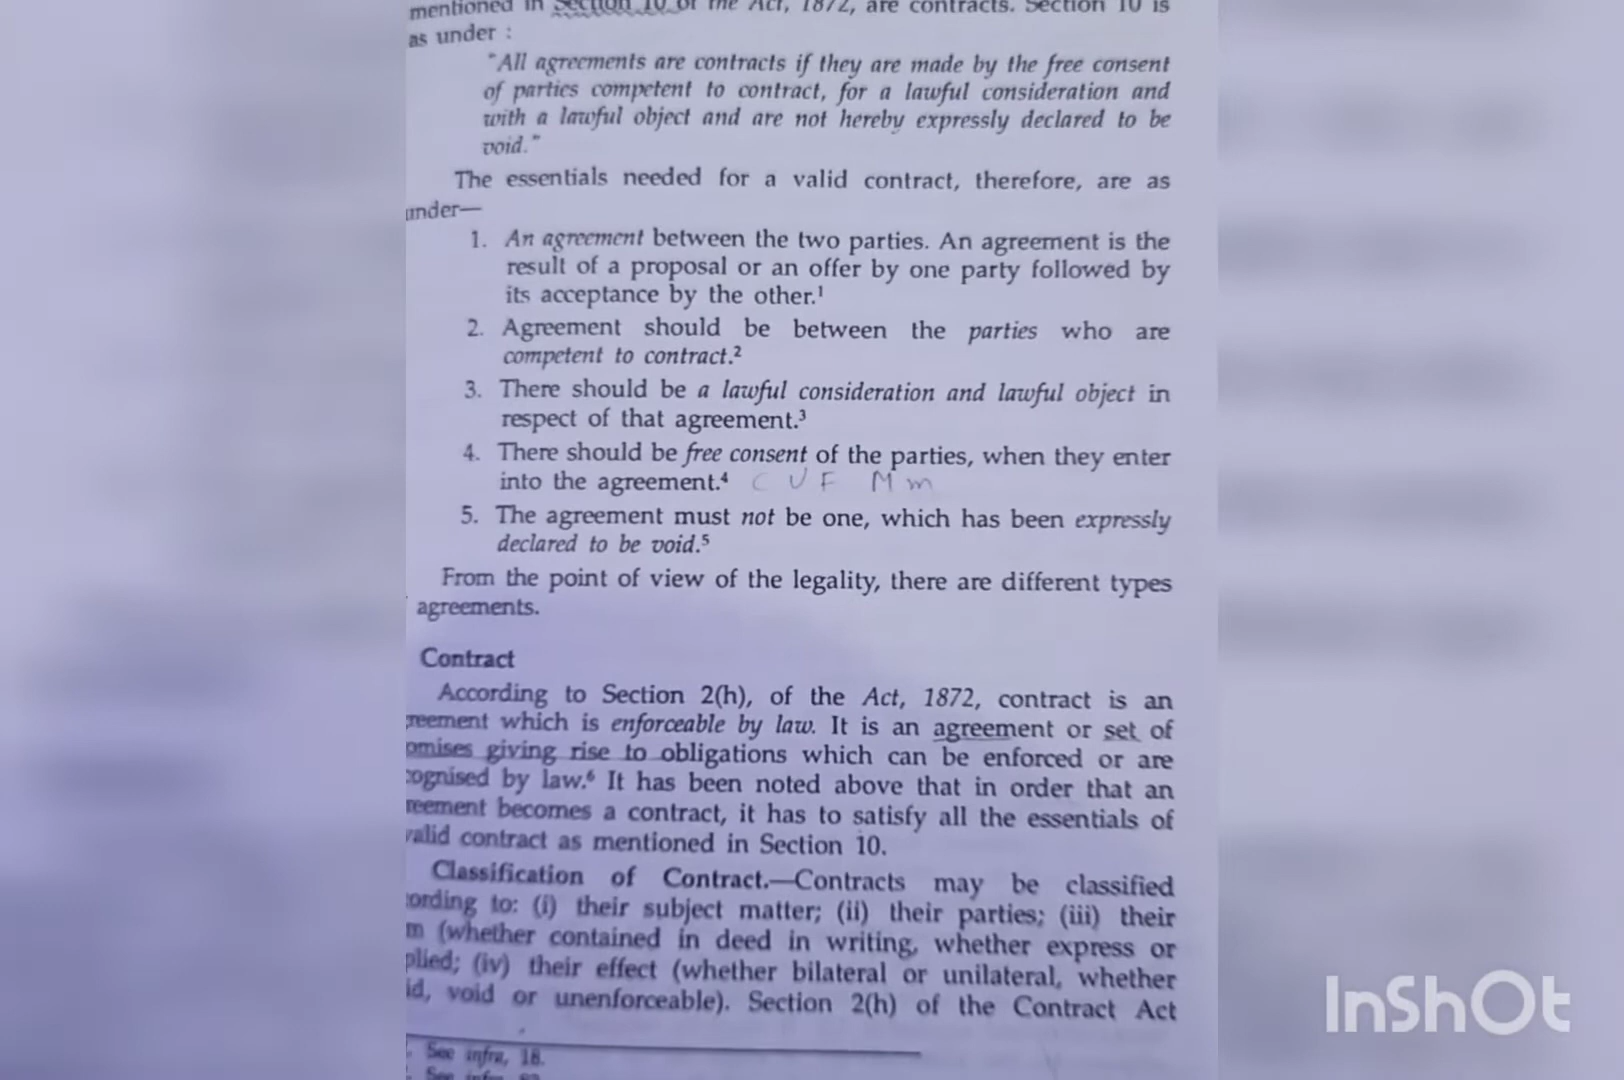 mentioned in Section 10 of the Act, 1872, are contracts. Section 10 is
as under :
"All agreements are contracts if they are made by the free consent
of parties competent to contract, for a lawful consideration and
with a lawful object and are not hereby expressly declared to be
void."
The essentials needed for a valid contract, therefore, are as
under—
1. An agreement between the two parties. An agreement is the
result of a proposal or an offer by one party followed by
its acceptance by the other.¹
2. Agreement should be between the parties who are
competent to contract.²
3. There should be a lawful consideration and lawful object in
respect of that agreement.³
4. There should be free consent of the parties, when they enter
into the agreement.⁴ C U F M m
5. The agreement must not be one, which has been expressly
declared to be void.⁵
From the point of view of the legality, there are different types
agreements.
Contract
According to Section 2(h), of the Act, 1872, contract is an
reement which is enforceable by law. It is an agreement or set of
omises giving rise to obligations which can be enforced or are
cognised by law.⁶ It has been noted above that in order that an
reement becomes a contract, it has to satisfy all the essentials of
valid contract as mentioned in Section 10.
Classification of Contract.—Contracts may be classified
cording to: (i) their subject matter; (ii) their parties; (iii) their
m (whether contained in deed in writing, whether express or
plied; (iv) their effect (whether bilateral or unilateral, whether
id, void or unenforceable). Section 2(h) of the Contract Act
See infra, 18.
See infra,
InShOt